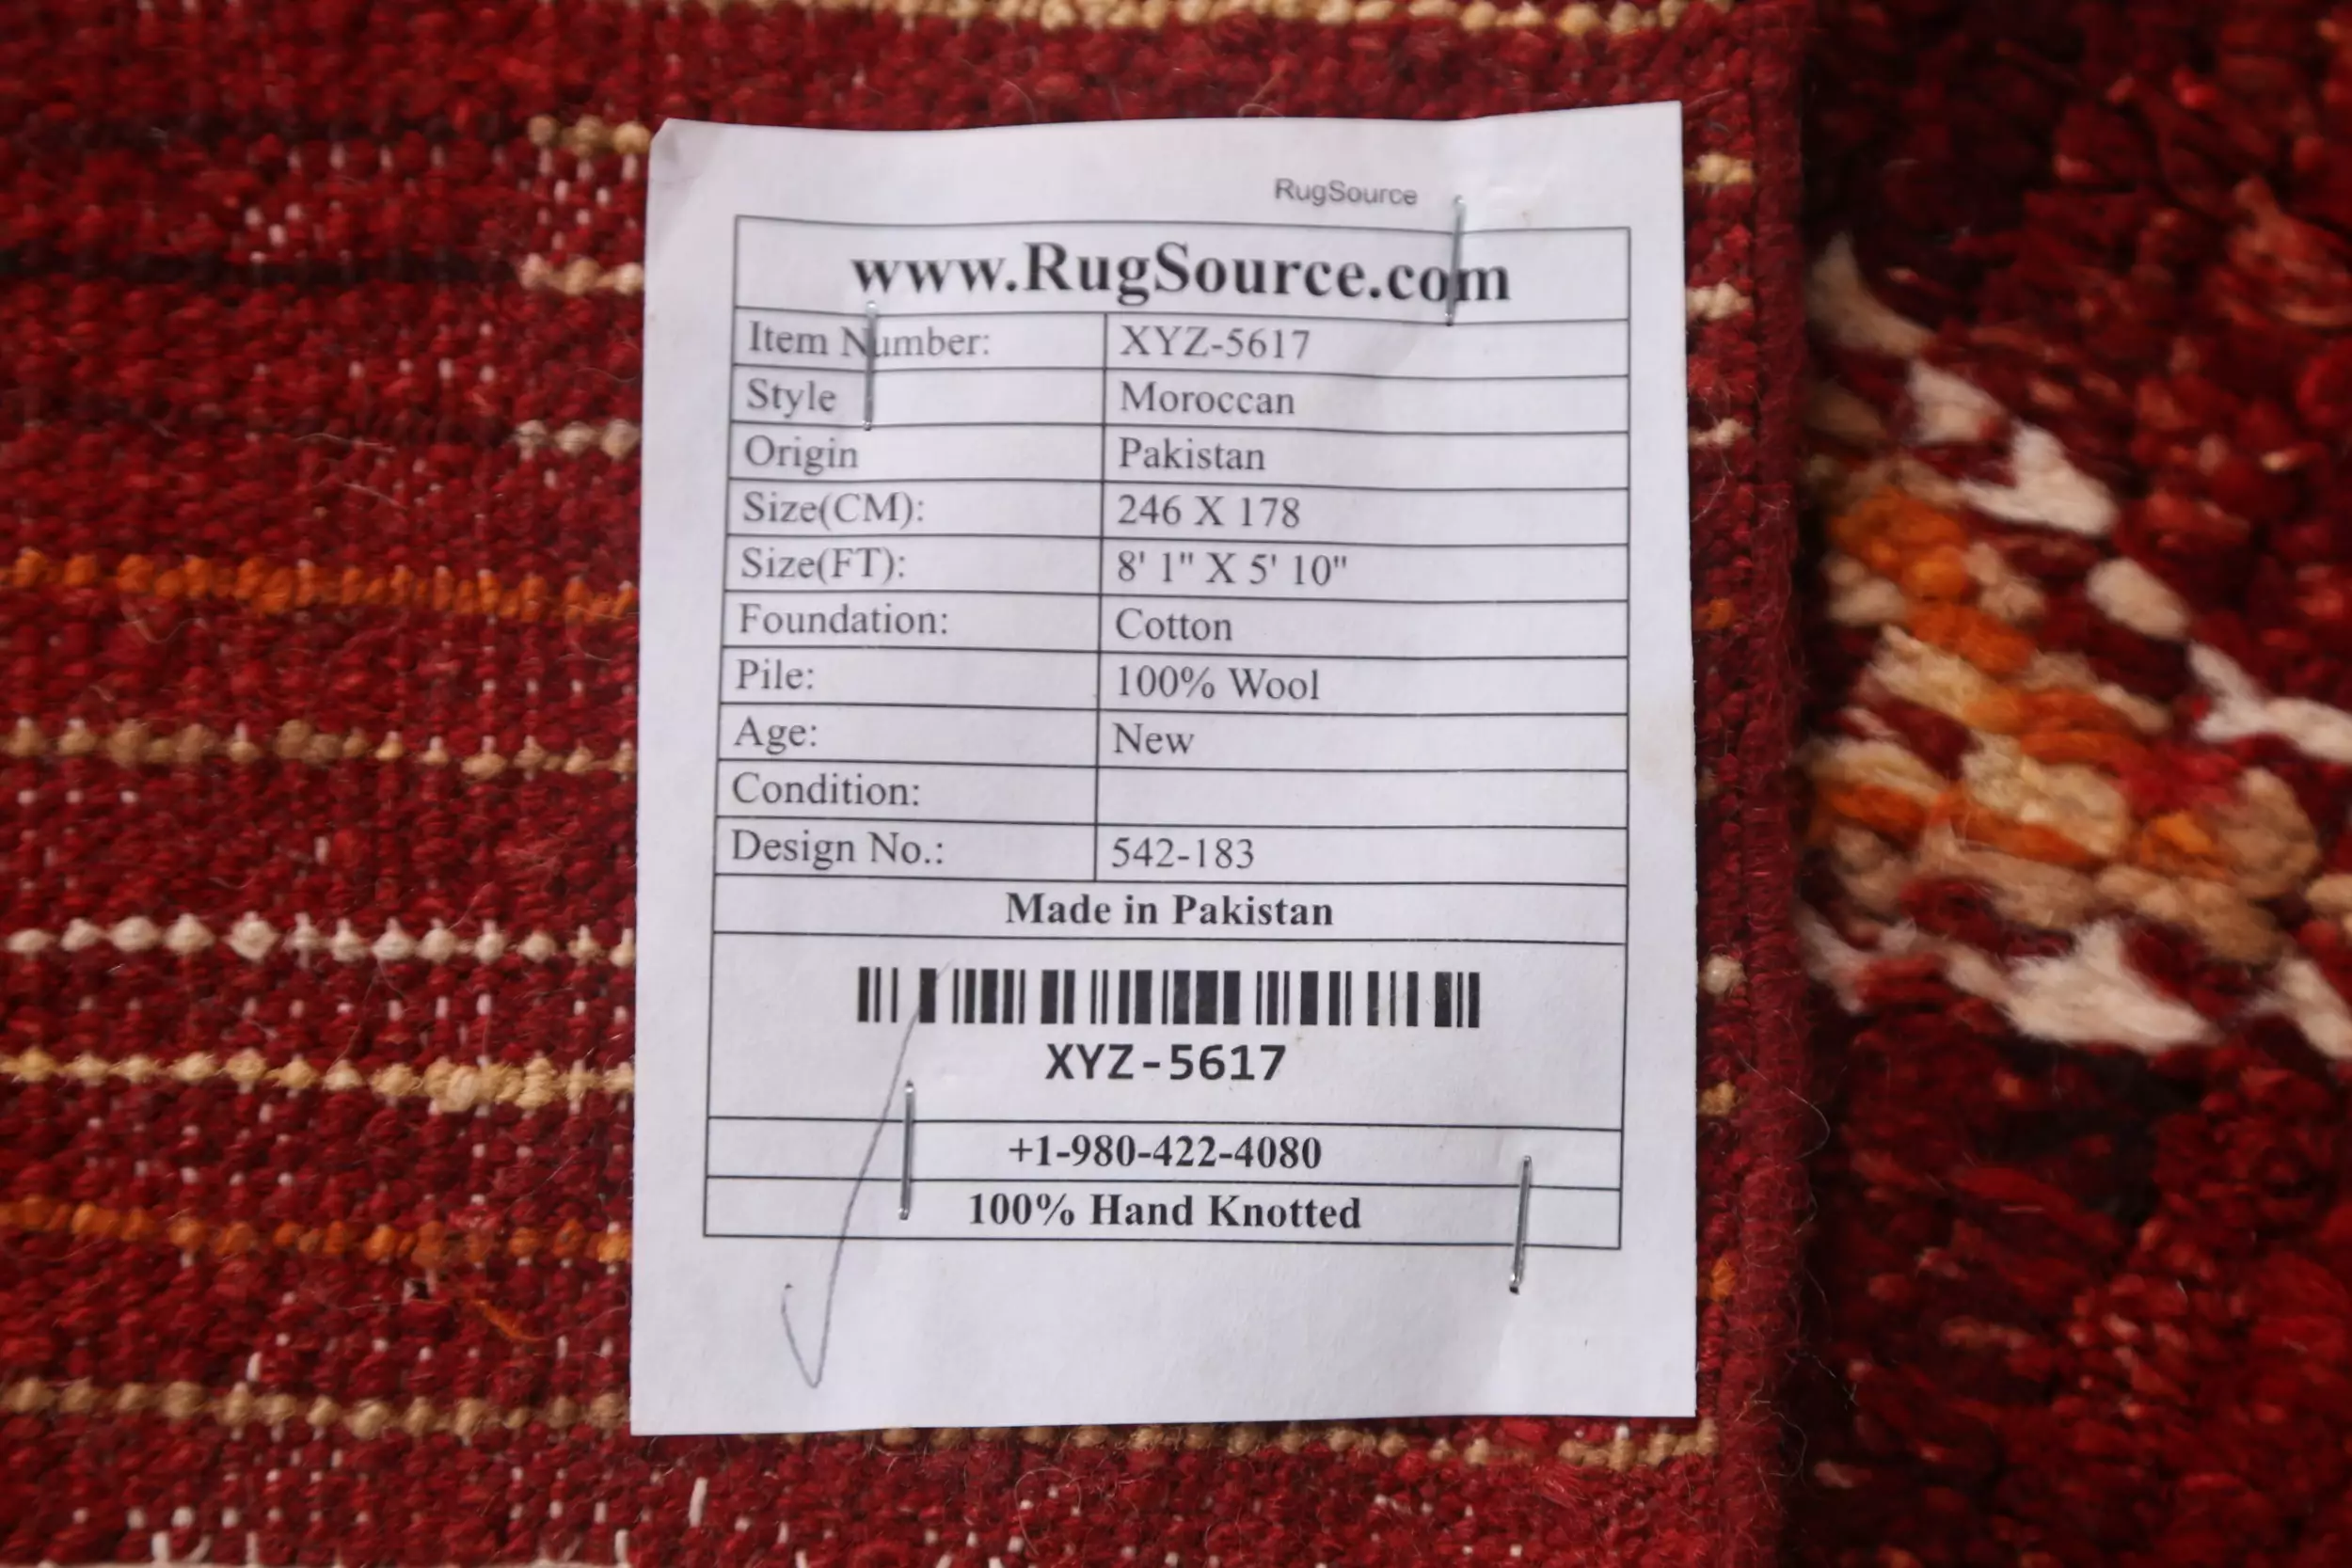 RugSource
www.RugSource.com
Item Number: XYZ-5617
Style Moroccan
Origin Pakistan
Size(CM): 246 X 178
Size(FT): 8' 1" X 5' 10"
Foundation: Cotton
Pile: 100% Wool
Age: New
Condition:
Design No.: 542-183
Made in Pakistan
XYZ-5617
+1-980-422-4080
100% Hand Knotted